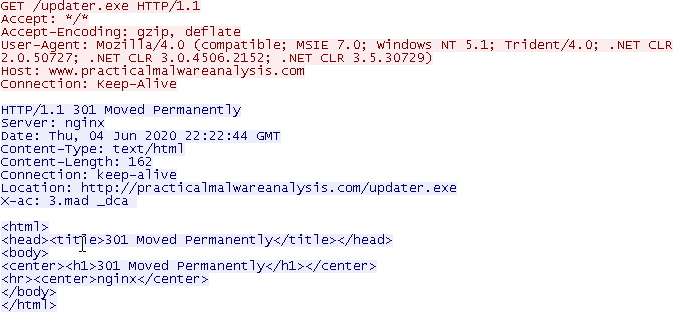 GET /updater.exe HTTP/1.1
Accept: */*
Accept-Encoding: gzip, deflate
User-Agent: Mozilla/4.0 (compatible; MSIE 7.0; Windows NT 5.1; Trident/4.0; .NET CLR
2.0.50727; .NET CLR 3.0.4506.2152; .NET CLR 3.5.30729)
Host: www.practicalmalwareanalysis.com
Connection: Keep-Alive
HTTP/1.1 301 Moved Permanently
Server: nginx
Date: Thu, 04 Jun 2020 22:22:44 GMT
Content-Type: text/html
Content-Length: 162
Connection: keep-alive
Location: http://practicalmalwareanalysis.com/updater.exe
X-ac: 3.mad _dca
<html>
<head><title>301 Moved Permanently</title></head>
<body>
<center><h1>301 Moved Permanently</h1></center>
<hr><center>nginx</center>
</body>
</html>